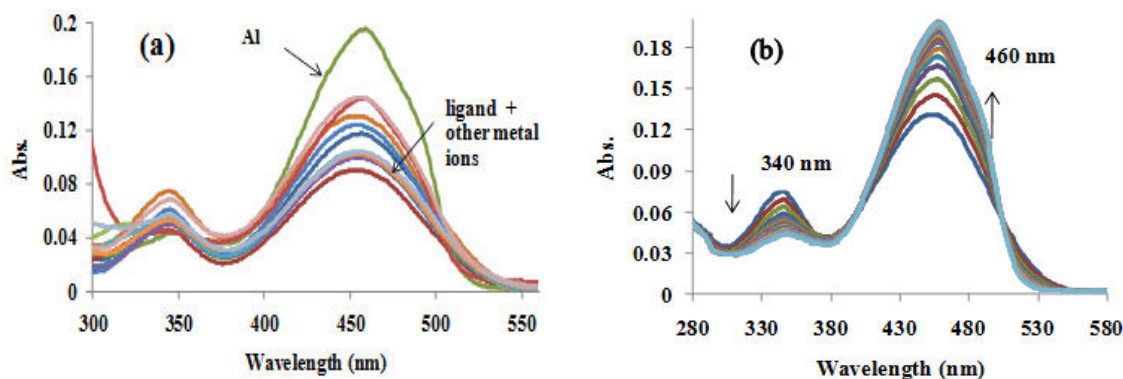 (a)
Al
ligand +
other metal
ions
Abs.
0.2
0.16
0.12
0.08
0.04
0
300 350 400 450 500 550
Wavelength (nm)
(b)
460 nm
340 nm
Abs.
0.18
0.15
0.12
0.09
0.06
0.03
0
280 330 380 430 480 530 580
Wavelength (nm)